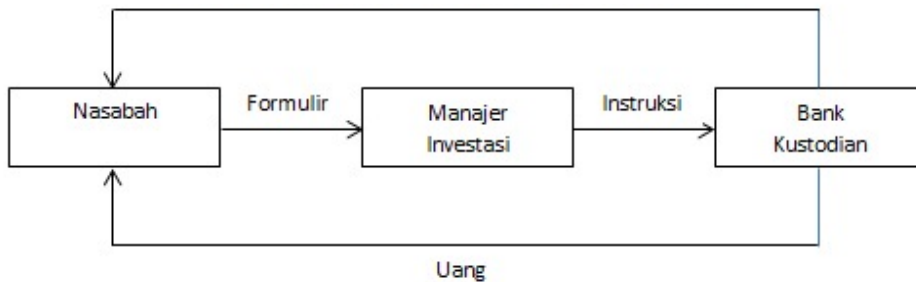 Nasabah
Formulir
Manajer
Investasi
Instruksi
Bank
Kustodian
Uang